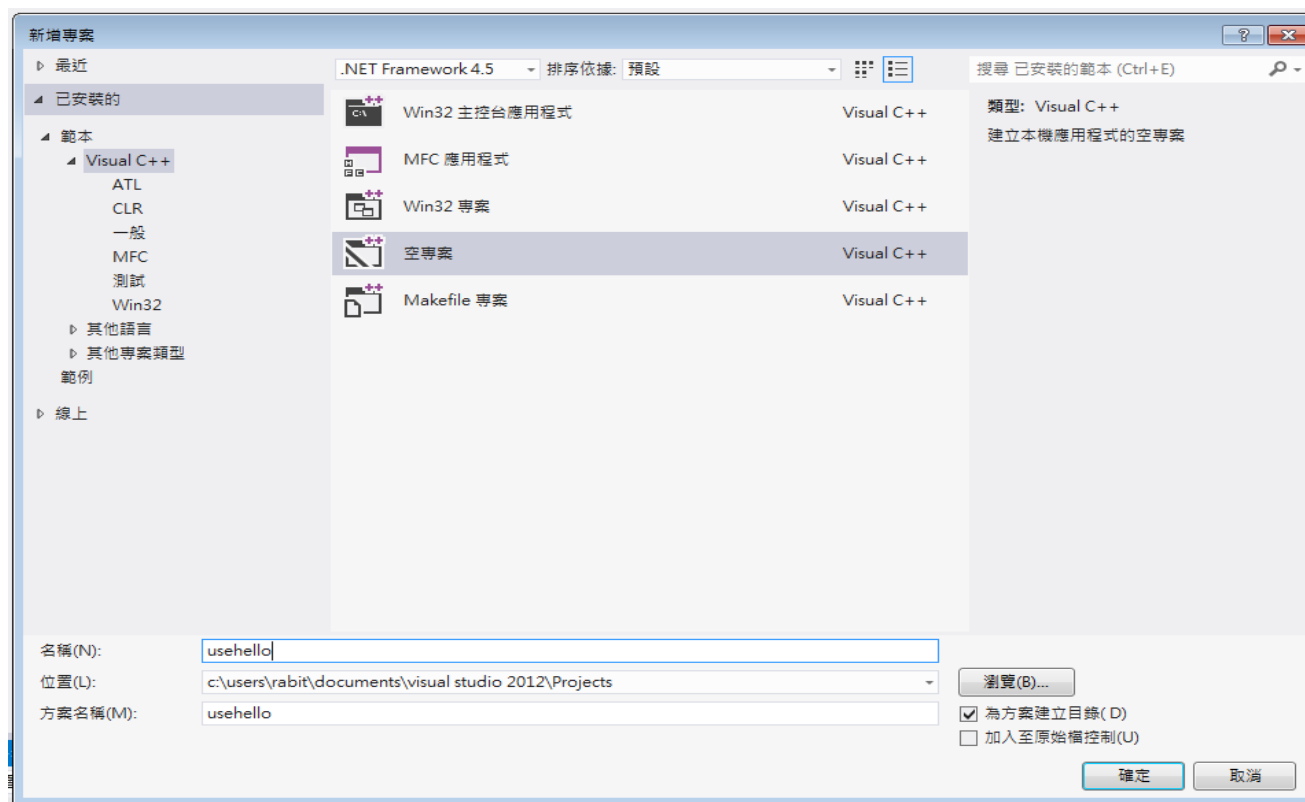 新增專案
最近
已安裝的
範本
Visual C++
ATL
CLR
一般
MFC
測試
Win32
其他語言
其他專案類型
範例
線上
.NET Framework 4.5 排序依據: 預設
Win32 主控台應用程式 Visual C++
MFC 應用程式 Visual C++
Win32 專案 Visual C++
空專案 Visual C++
Makefile 專案 Visual C++
搜尋 已安裝的範本 (Ctrl+E)
類型: Visual C++
建立本機應用程式的空專案
名稱(N): usehello
位置(L): c:\users\rabit\documents\visual studio 2012\Projects 瀏覽(B)...
方案名稱(M): usehello 為方案建立目錄( D)
加入至原始檔控制(U)
確定 取消